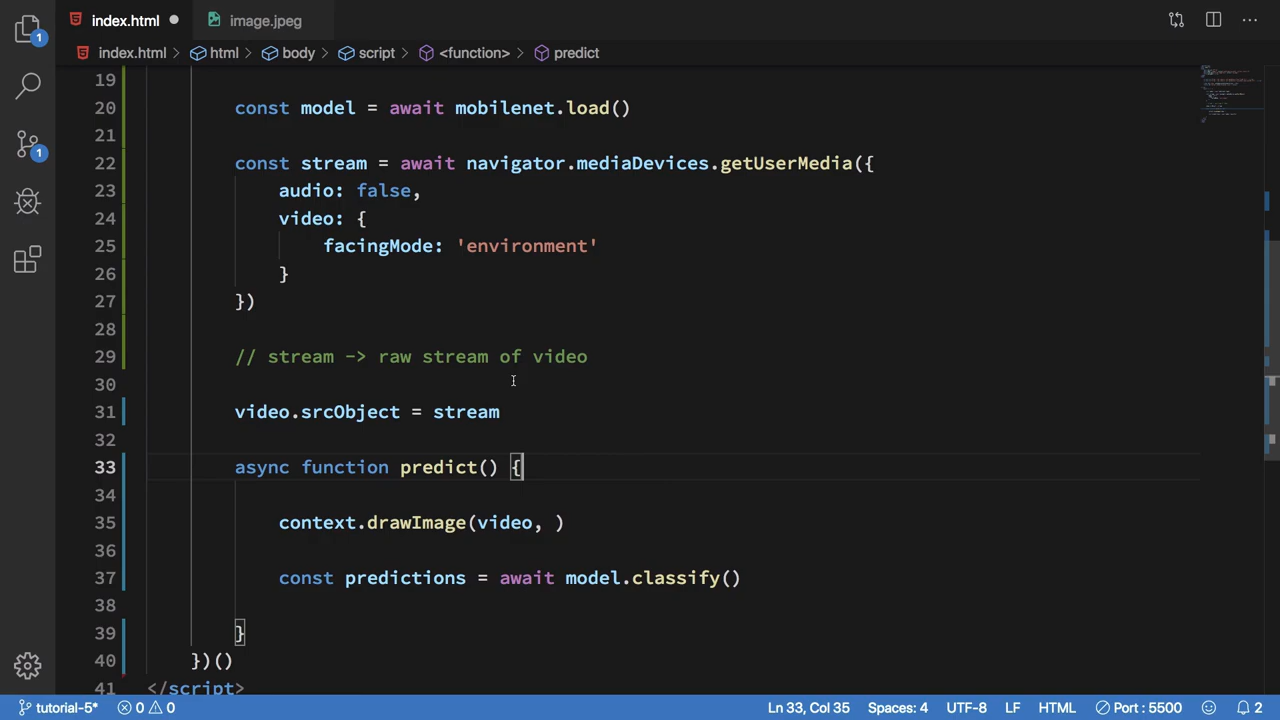 index.html
image.jpeg
index.html > html > body > script > <function> > predict
1
1
19
20 const model = await mobilenet.load()
21
22 const stream = await navigator.mediaDevices.getUserMedia({
23 audio: false,
24 video: {
25 facingMode: 'environment'
26 }
27 })
28
29 // stream -> raw stream of video
30
31 video.srcObject = stream
32
33 async function predict() {
34
35 context.drawImage(video, )
36
37 const predictions = await model.classify()
38
39 }
40 })()
41 </script>
tutorial-5* 0 0 Ln 33, Col 35 Spaces: 4 UTF-8 LF HTML Port : 5500 2